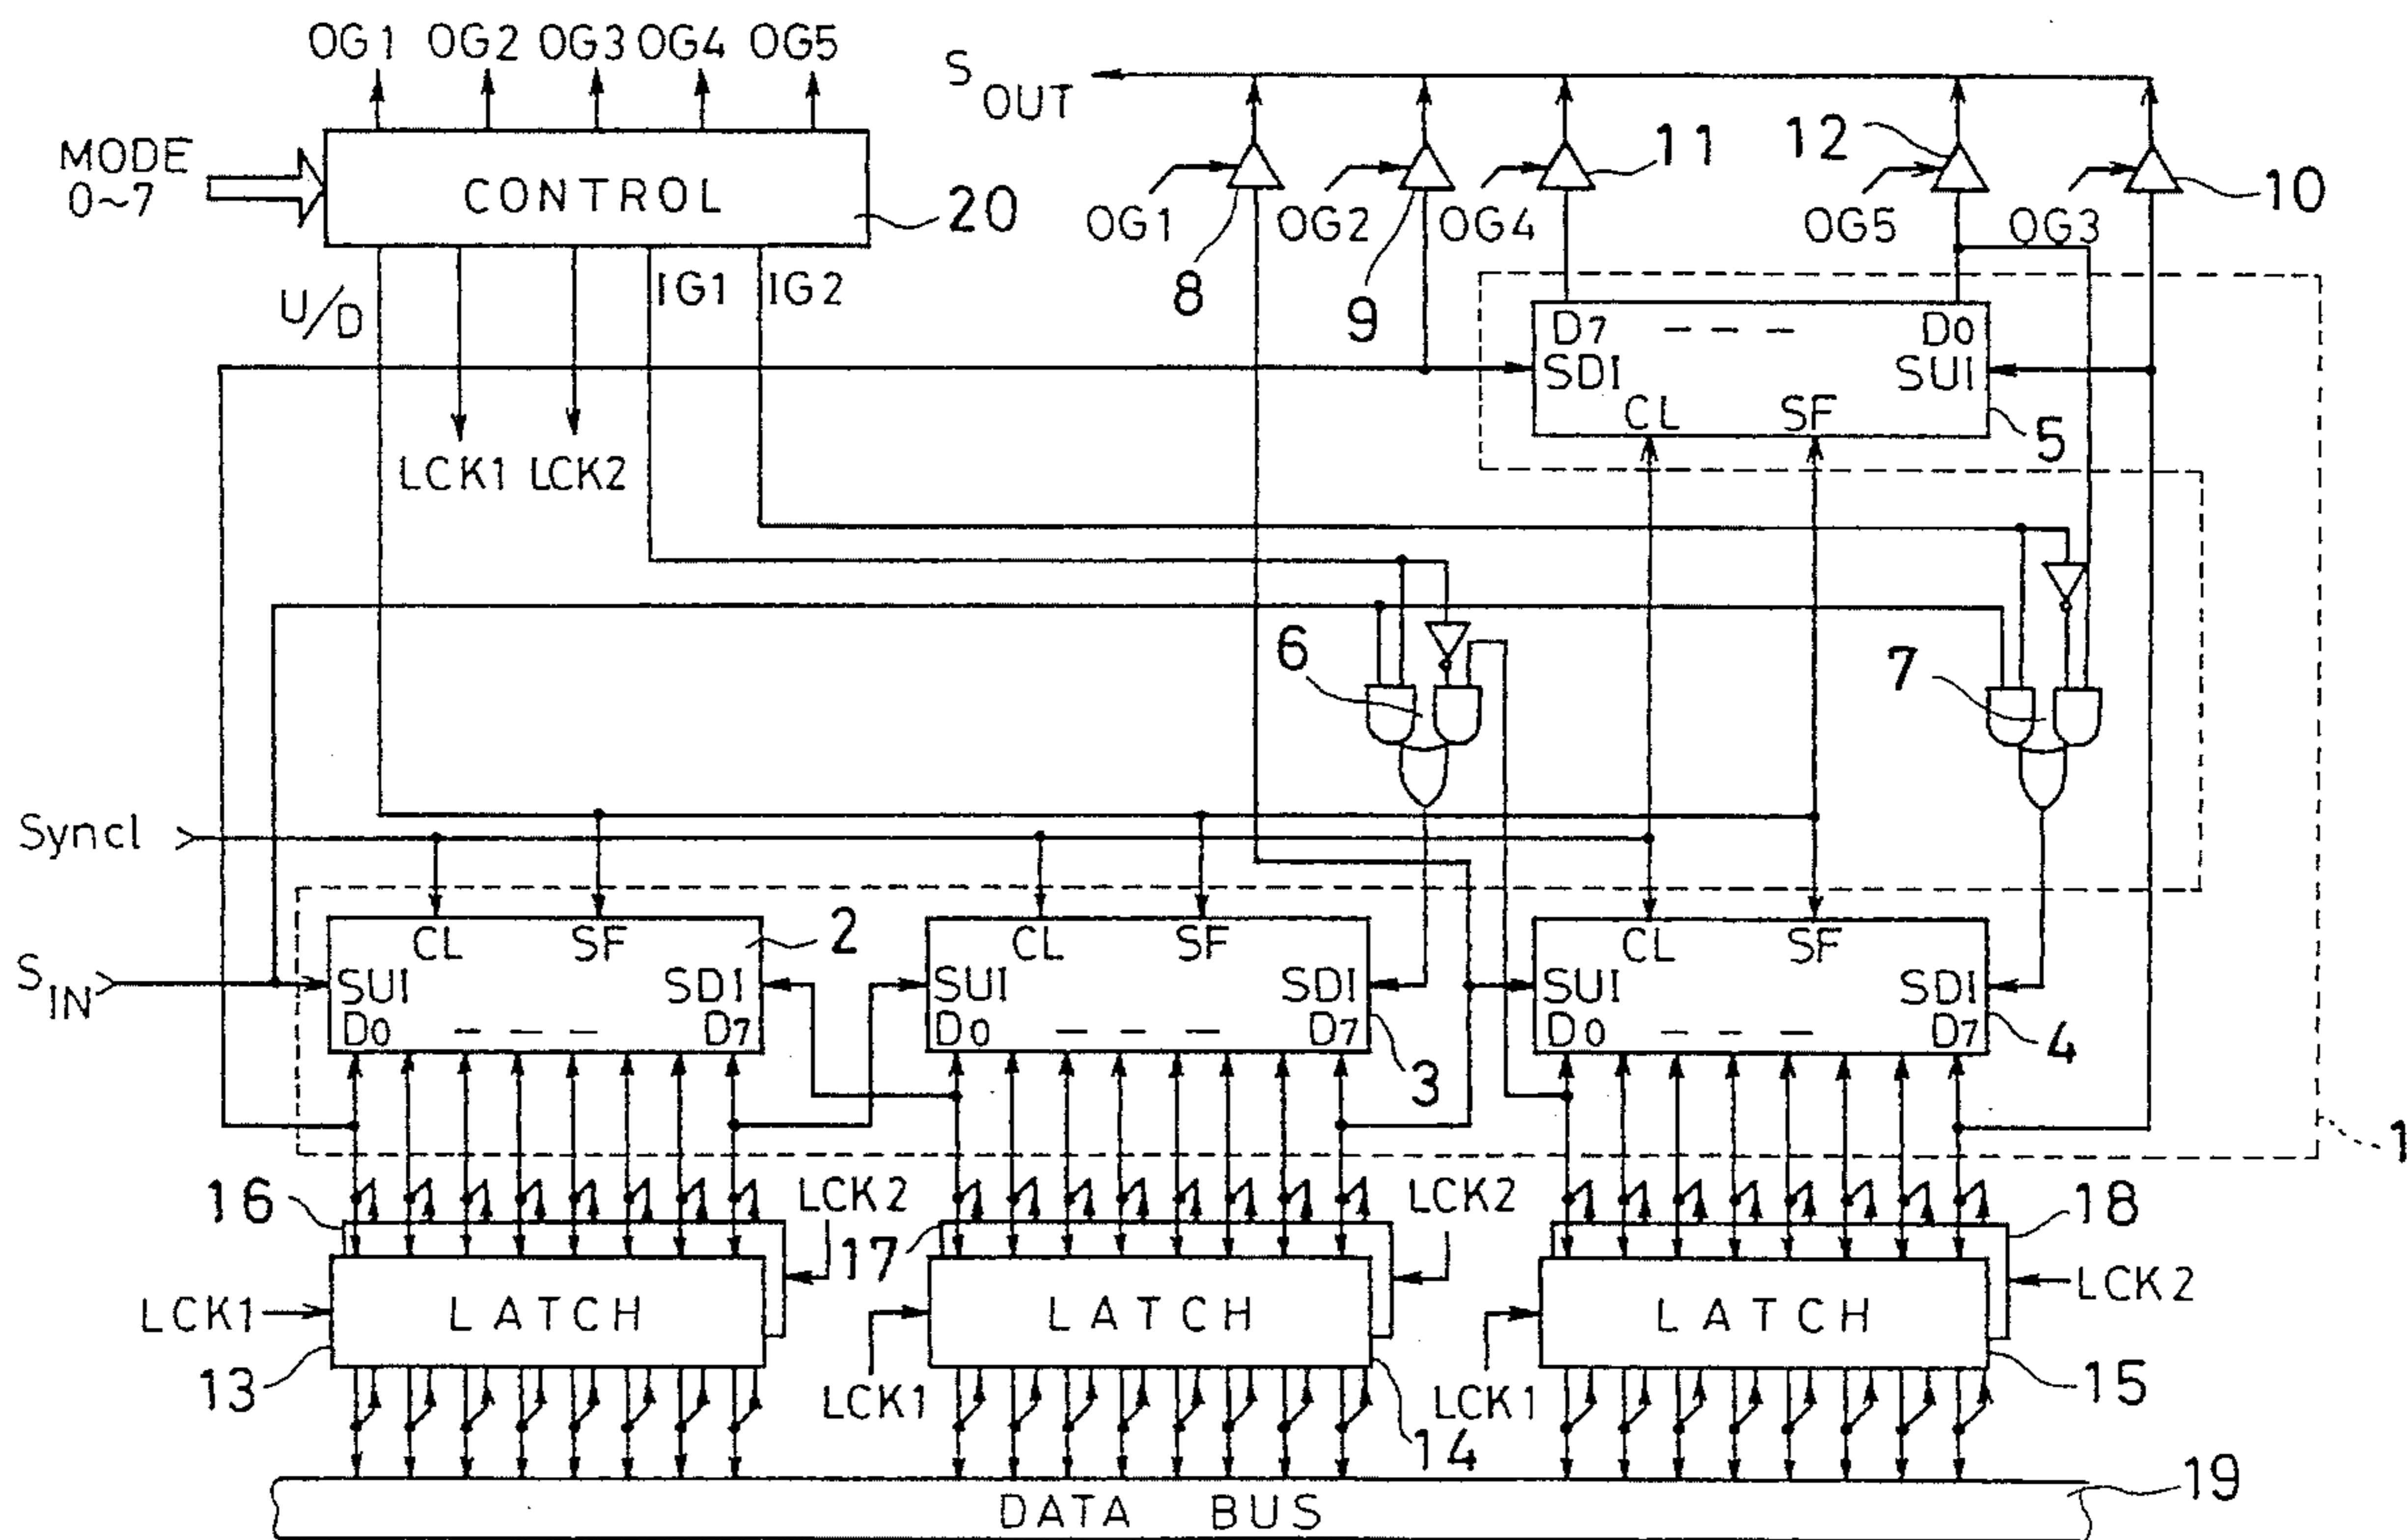 OG1 OG2 OG3 OG4 OG5
S OUT
MODE
0~7
CONTROL
20
OG1
8
OG2
9
OG4
11
12
OG5
OG3
10
U/D
LCK1
LCK2
IG1
IG2
D7 --- D0
SDI SUI
CL SF
5
6
7
Syncl
SIN
CL SF
2
SUI SDI
D0 --- D7
CL SF
SUI SDI
D0 --- D7
3
CL SF
SUI SDI
D0 --- D7
4
1
16
LCK2
17
LCK2
18
LCK2
LCK1
LATCH
13
LCK1
LATCH
14
LCK1
LATCH
15
DATA BUS
19